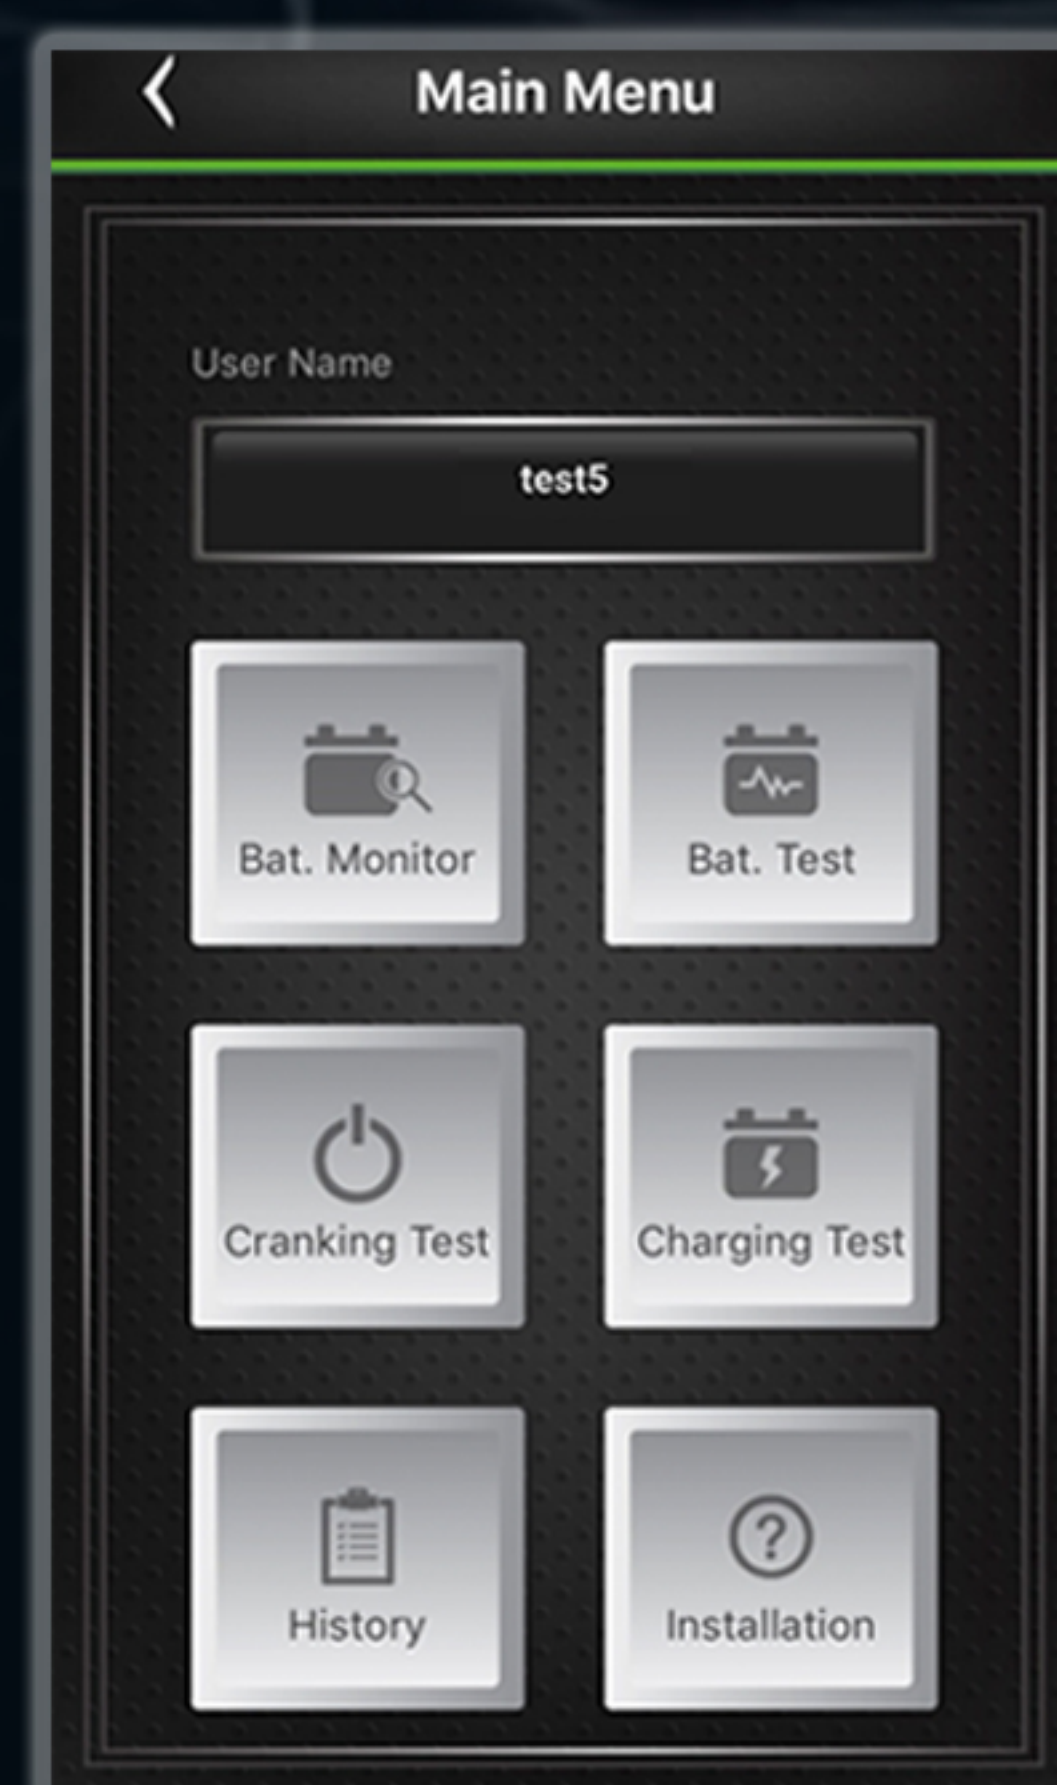 Main Menu
User Name
test5
Bat. Monitor
Bat. Test
Cranking Test
Charging Test
History
Installation